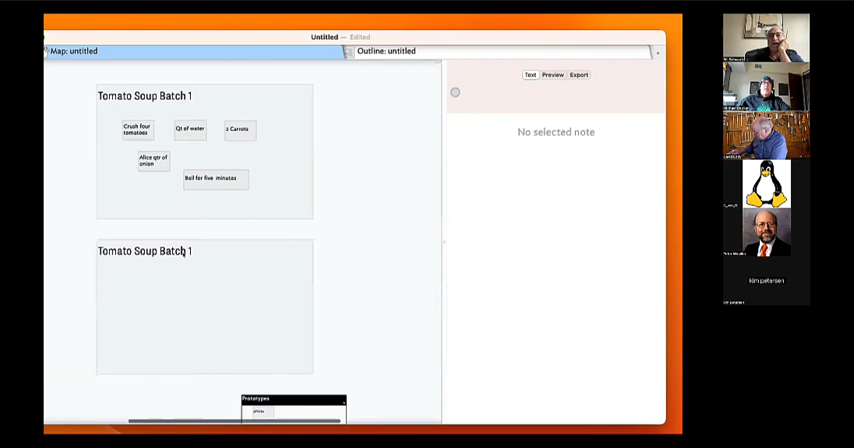 Untitled — Edited
Map: untitled
Outline: untitled
Text Preview Export
No selected note
Tomato Soup Batch 1
Crush four
tomatoes
Qt of water
2 Carrots
Alice qtr of
onion
Boil for five minutes
Tomato Soup Batch 1
Prototypes
kim petersen